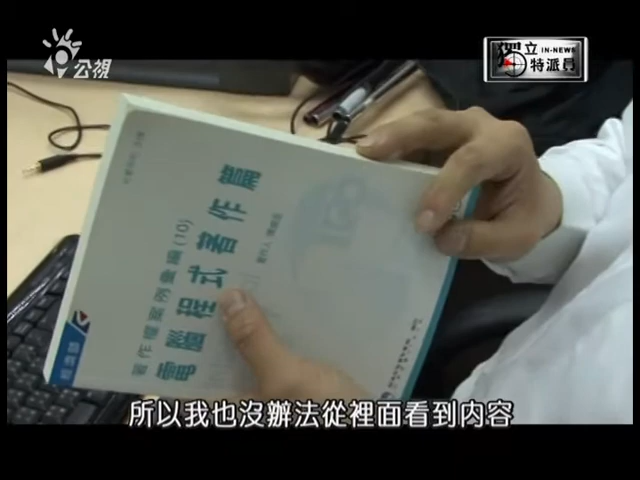 公視
獨立特派員
IN-NEWS
著作權案例彙編(10)
電腦程式著作篇
所以我也沒辦法從裡面看到內容